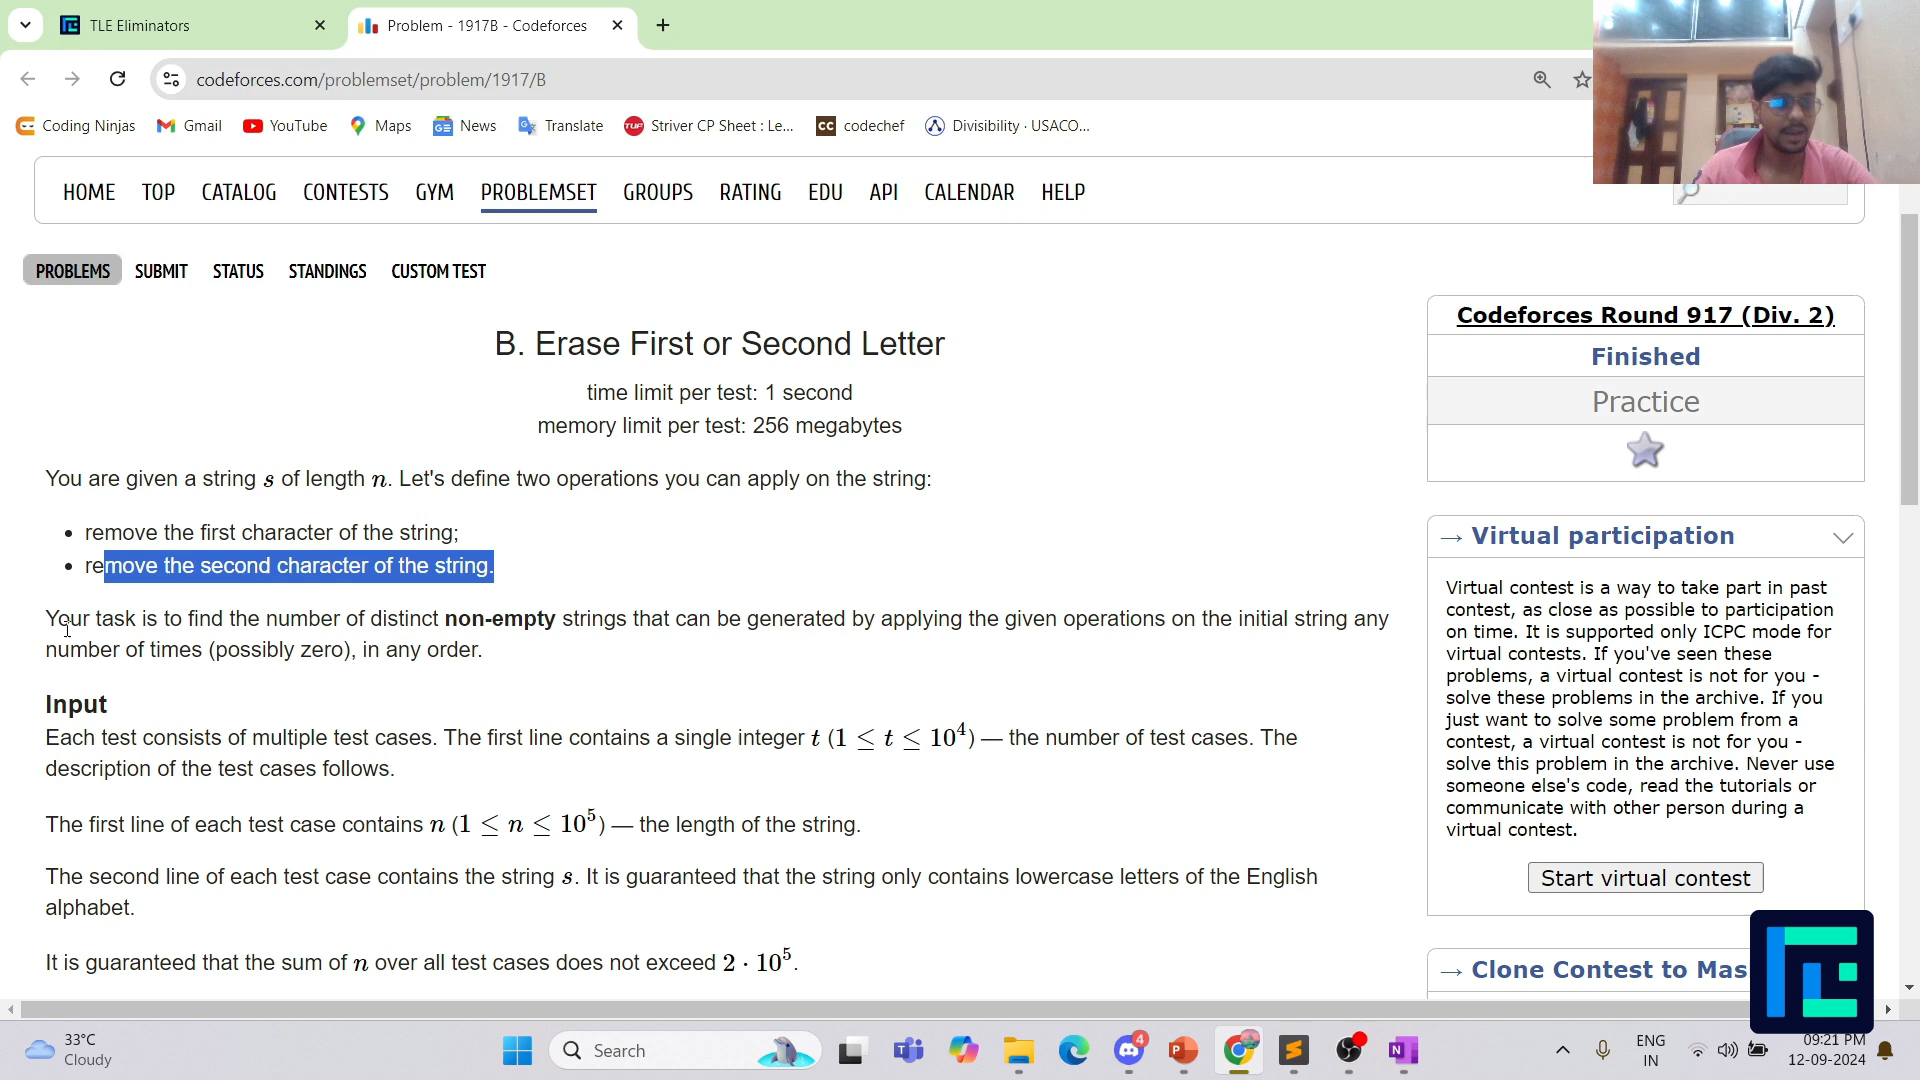 TLE Eliminators
Problem - 1917B - Codeforces
codeforces.com/problemset/problem/1917/B
Coding Ninjas Gmail YouTube Maps News Translate Striver CP Sheet : Le... codechef Divisibility · USACO...
HOME TOP CATALOG CONTESTS GYM PROBLEMSET GROUPS RATING EDU API CALENDAR HELP
PROBLEMS SUBMIT STATUS STANDINGS CUSTOM TEST
B. Erase First or Second Letter
time limit per test: 1 second
memory limit per test: 256 megabytes
You are given a string s of length n. Let's define two operations you can apply on the string:
• remove the first character of the string;
• remove the second character of the string.
Your task is to find the number of distinct non-empty strings that can be generated by applying the given operations on the initial string any
number of times (possibly zero), in any order.
Input
Each test consists of multiple test cases. The first line contains a single integer t (1 ≤ t ≤ 10^4) — the number of test cases. The
description of the test cases follows.
The first line of each test case contains n (1 ≤ n ≤ 10^5) — the length of the string.
The second line of each test case contains the string s. It is guaranteed that the string only contains lowercase letters of the English
alphabet.
It is guaranteed that the sum of n over all test cases does not exceed 2 · 10^5.
Codeforces Round 917 (Div. 2)
Finished
Practice
→ Virtual participation
Virtual contest is a way to take part in past
contest, as close as possible to participation
on time. It is supported only ICPC mode for
virtual contests. If you've seen these
problems, a virtual contest is not for you -
solve these problems in the archive. If you
just want to solve some problem from a
contest, a virtual contest is not for you -
solve this problem in the archive. Never use
someone else's code, read the tutorials or
communicate with other person during a
virtual contest.
Start virtual contest
→ Clone Contest to Mas
33°C
Cloudy
Search
4
ENG
IN
09:21 PM
12-09-2024